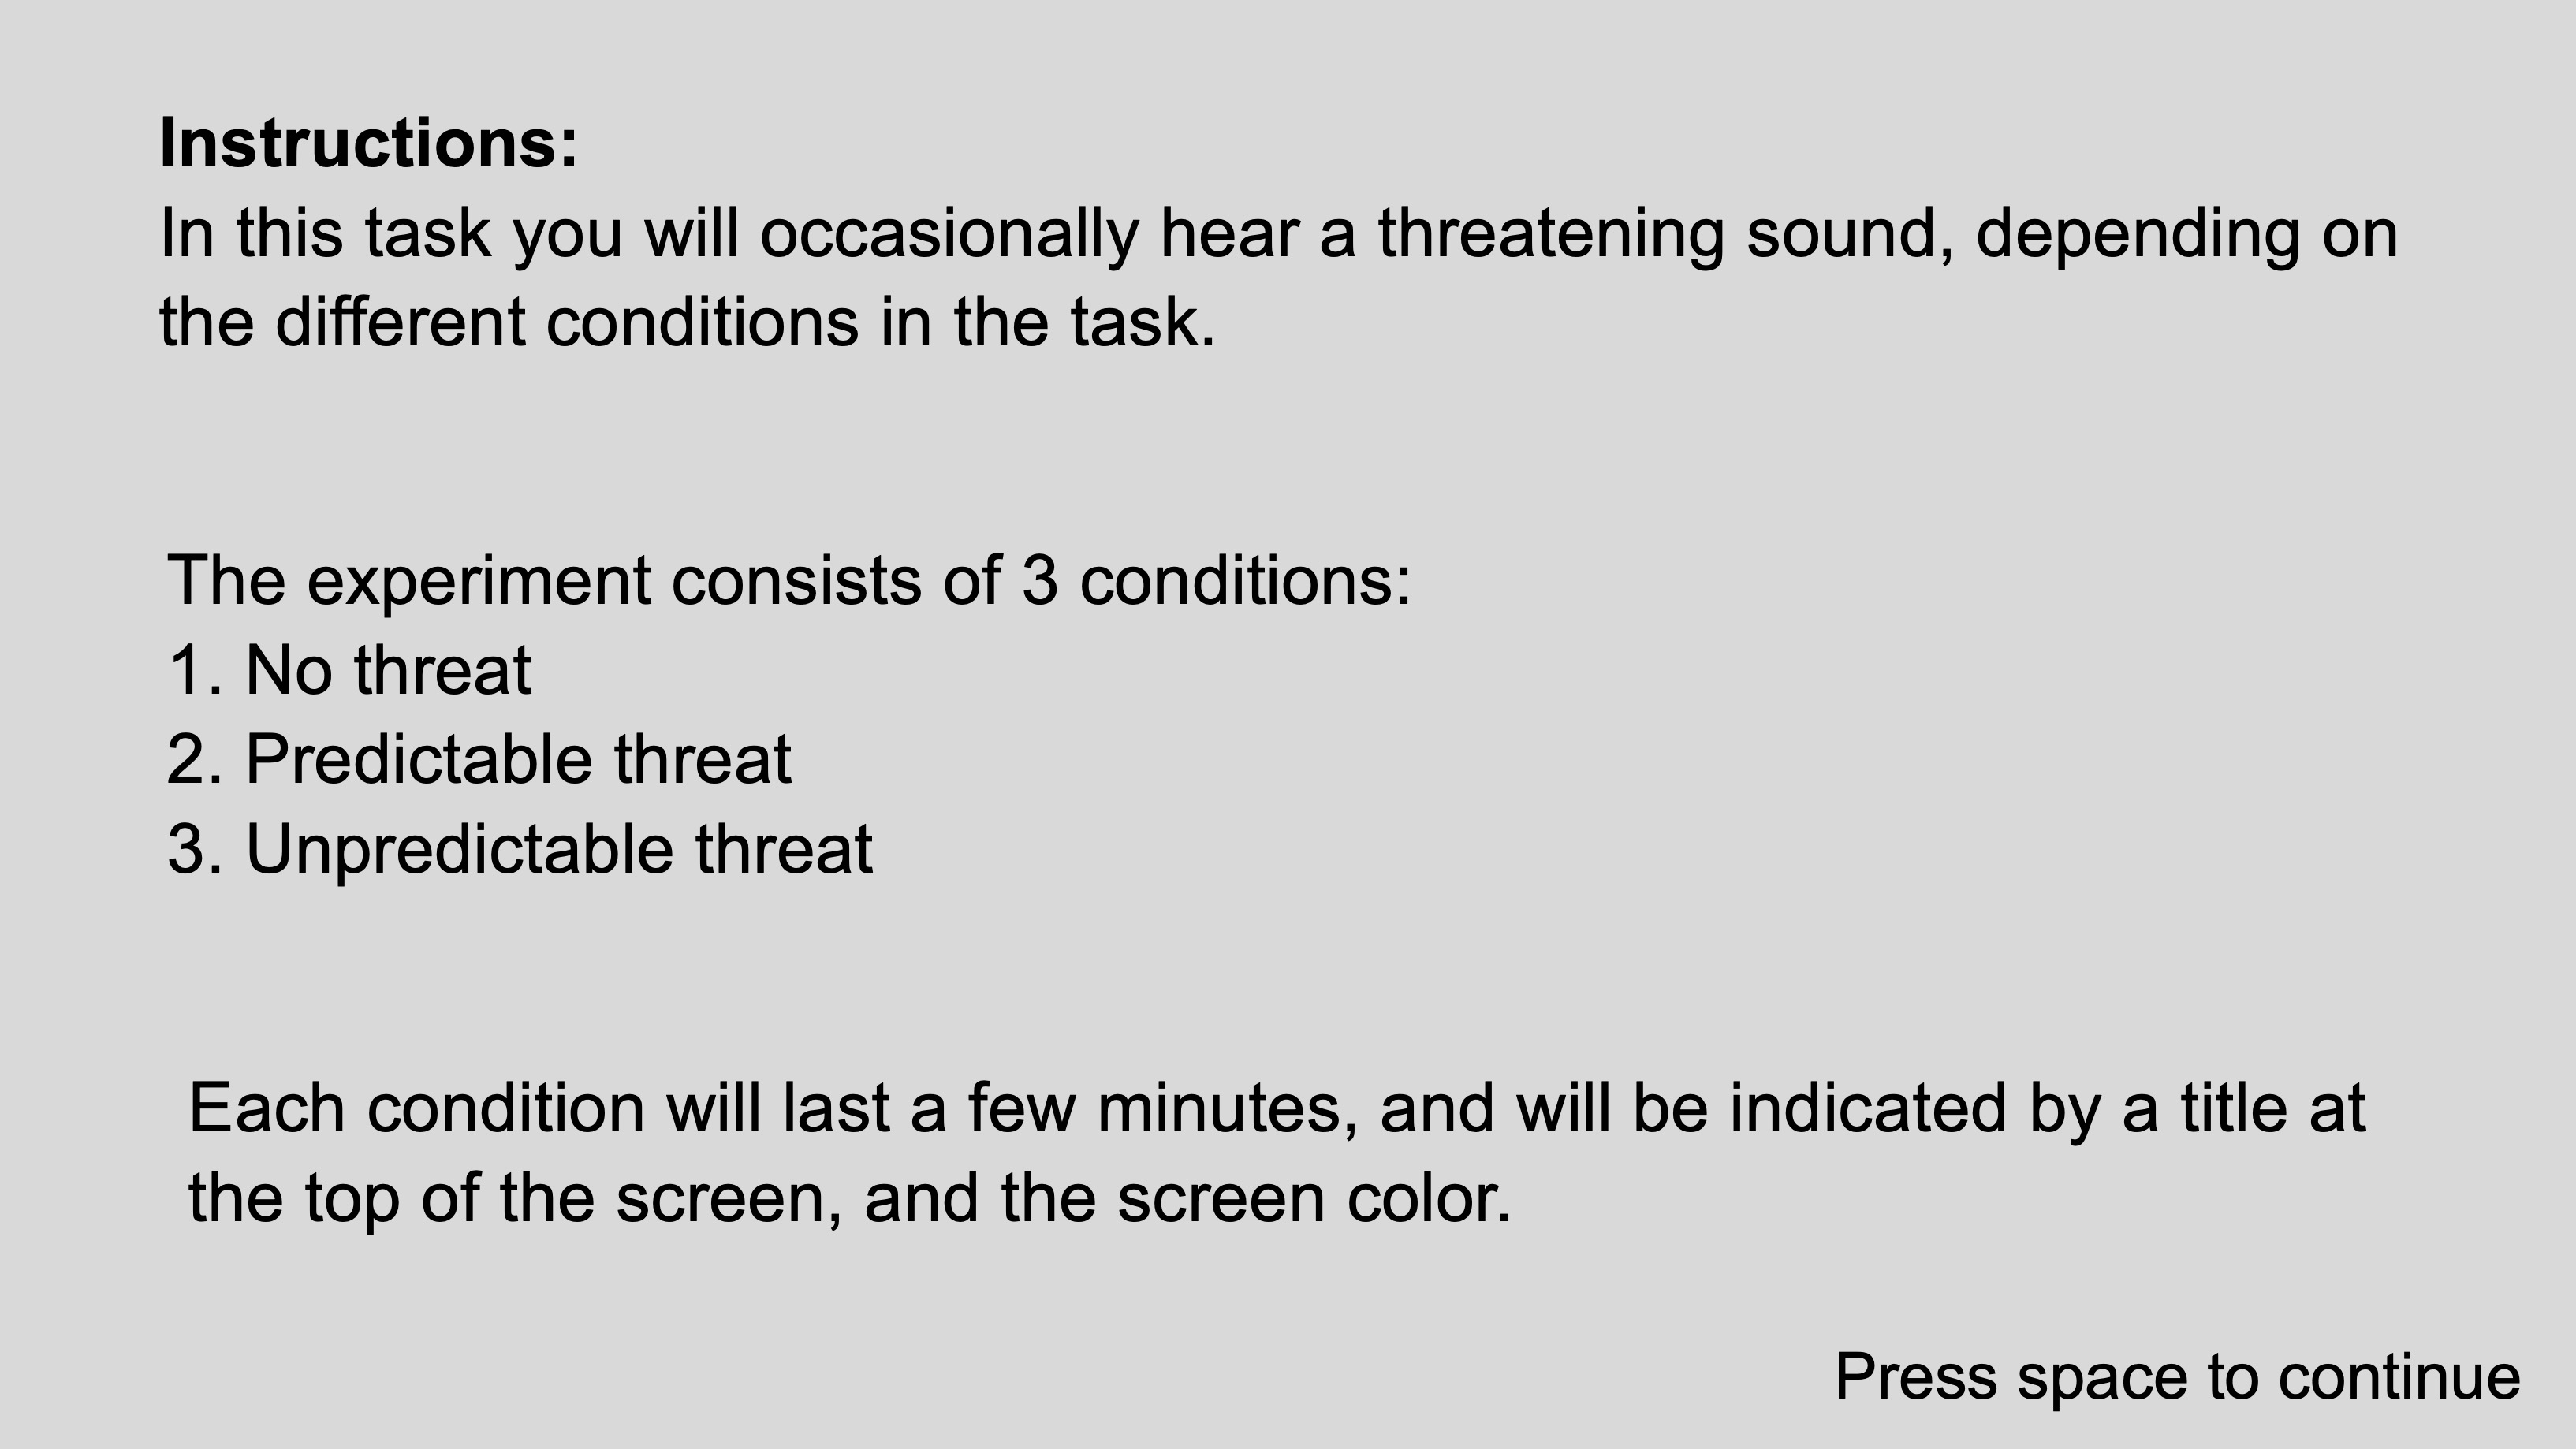 Instructions:
In this task you will occasionally hear a threatening sound, depending on
the different conditions in the task.
The experiment consists of 3 conditions:
1. No threat
2. Predictable threat
3. Unpredictable threat
Each condition will last a few minutes, and will be indicated by a title at
the top of the screen, and the screen color.
Press space to continue